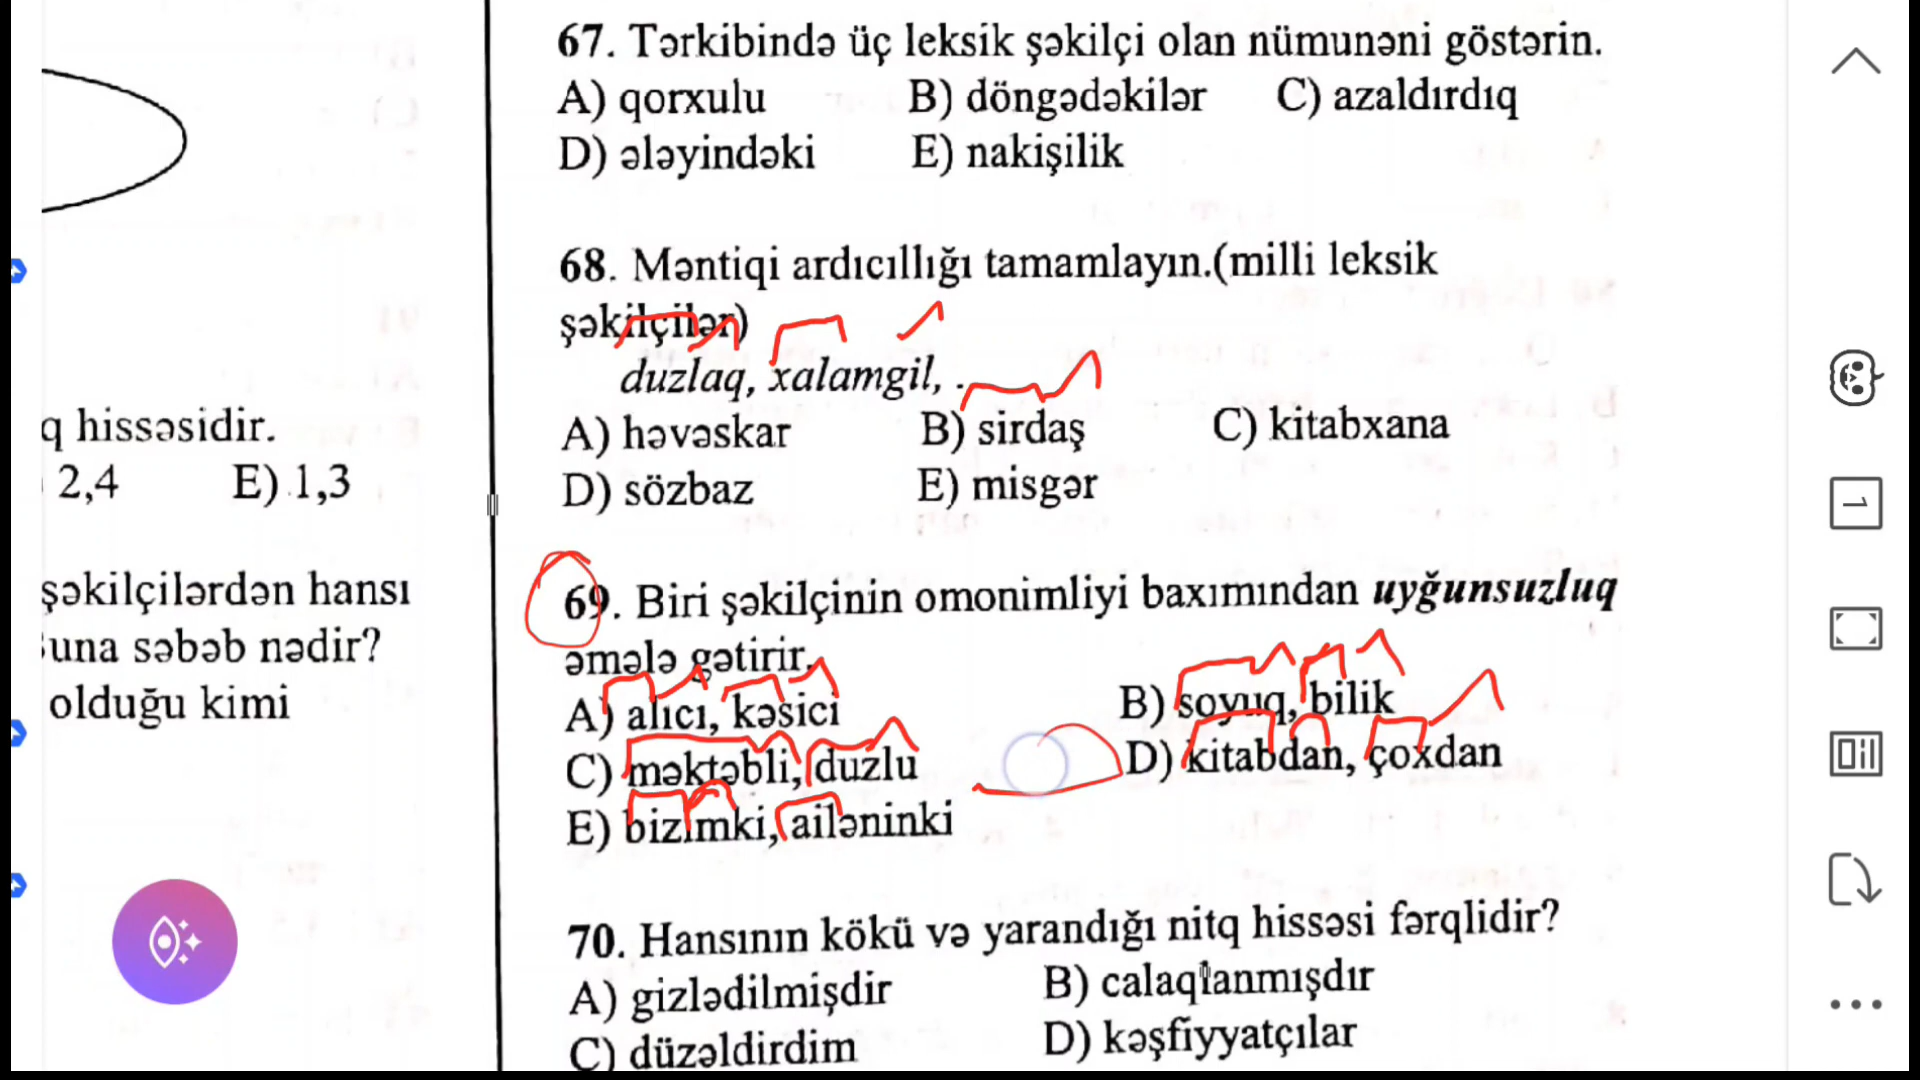 q hissəsidir.
2,4 E) 1,3
şəkilçilərdən hansı
una səbəb nədir?
olduğu kimi
67. Tərkibində üç leksik şəkilçi olan nümunəni göstərin.
A) qorxulu B) döngədəkilər C) azaldırdıq
D) ələyindəki E) nakişilik
68. Məntiqi ardıcıllığı tamamlayın.(milli leksik
şəkilçilər)
duzlaq, xalamgil, .
A) həvəskar B) sirdaş C) kitabxana
D) sözbaz E) misgər
69. Biri şəkilçinin omonimliyi baxımından uyğunsuzluq
əmələ gətirir.
A) alıcı, kəsici B) soyuq, bilik
C) məktəbli, duzlu D) kitabdan, çoxdan
E) bizimki, ailəninki
70. Hansının kökü və yarandığı nitq hissəsi fərqlidir?
A) gizlədilmişdir B) calaqlanmışdır
C) düzəldirdim D) kəşfiyyatçılar
1